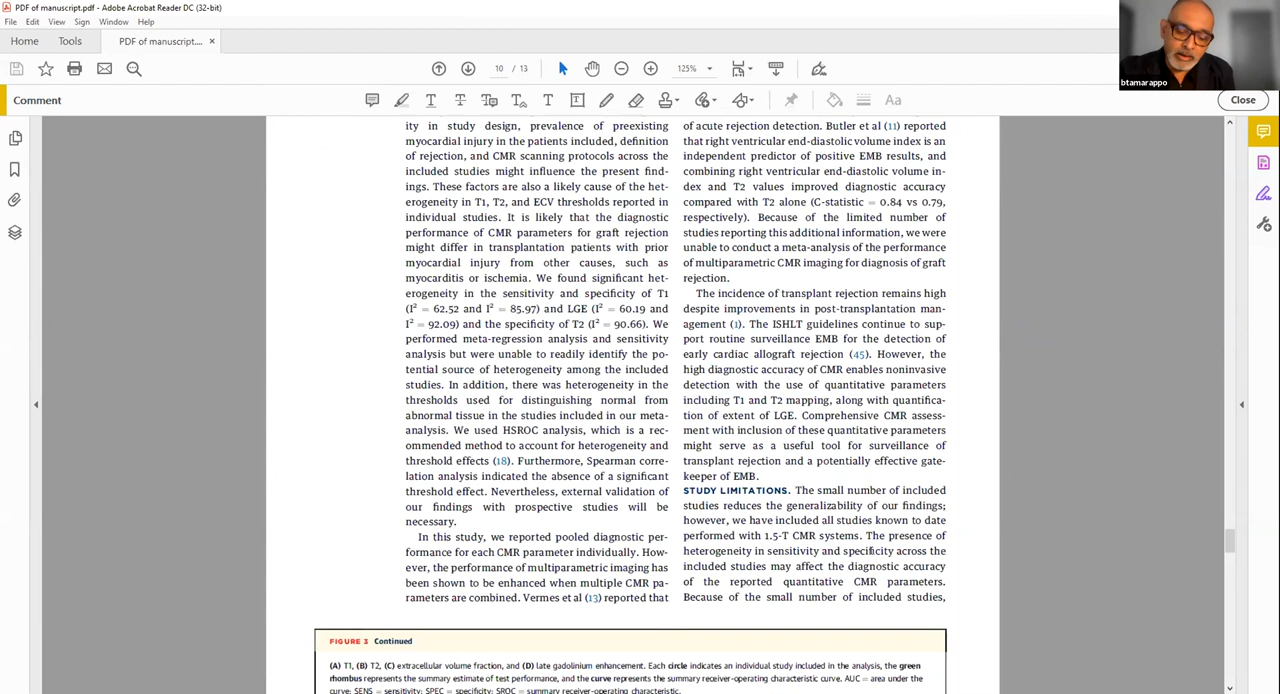 PDF of manuscript.pdf - Adobe Acrobat Reader DC (32-bit)
File Edit View Sign Window Help
Home Tools PDF of manuscript.... ×
10 / 13 125%
btamarappo
Comment
Aa
Close
ity in study design, prevalence of preexisting
myocardial injury in the patients included, definition
of rejection, and CMR scanning protocols across the
included studies might influence the present find-
ings. These factors are also a likely cause of the het-
erogeneity in T1, T2, and ECV thresholds reported in
individual studies. It is likely that the diagnostic
performance of CMR parameters for graft rejection
might differ in transplantation patients with prior
myocardial injury from other causes, such as
myocarditis or ischemia. We found significant het-
erogeneity in the sensitivity and specificity of T1
(I² = 62.52 and I² = 85.97) and LGE (I² = 60.19 and
I² = 92.09) and the specificity of T2 (I² = 90.66). We
performed meta-regression analysis and sensitivity
analysis but were unable to readily identify the po-
tential source of heterogeneity among the included
studies. In addition, there was heterogeneity in the
thresholds used for distinguishing normal from
abnormal tissue in the studies included in our meta-
analysis. We used HSROC analysis, which is a rec-
ommended method to account for heterogeneity and
threshold effects (18). Furthermore, Spearman corre-
lation analysis indicated the absence of a significant
threshold effect. Nevertheless, external validation of
our findings with prospective studies will be
necessary.
In this study, we reported pooled diagnostic per-
formance for each CMR parameter individually. How-
ever, the performance of multiparametric imaging has
been shown to be enhanced when multiple CMR pa-
rameters are combined. Vermes et al (13) reported that
of acute rejection detection. Butler et al (11) reported
that right ventricular end-diastolic volume index is an
independent predictor of positive EMB results, and
combining right ventricular end-diastolic volume in-
dex and T2 values improved diagnostic accuracy
compared with T2 alone (C-statistic = 0.84 vs 0.79,
respectively). Because of the limited number of
studies reporting this additional information, we were
unable to conduct a meta-analysis of the performance
of multiparametric CMR imaging for diagnosis of graft
rejection.
The incidence of transplant rejection remains high
despite improvements in post-transplantation man-
agement (1). The ISHLT guidelines continue to sup-
port routine surveillance EMB for the detection of
early cardiac allograft rejection (45). However, the
high diagnostic accuracy of CMR enables noninvasive
detection with the use of quantitative parameters
including T1 and T2 mapping, along with quantifica-
tion of extent of LGE. Comprehensive CMR assess-
ment with inclusion of these quantitative parameters
might serve as a useful tool for surveillance of
transplant rejection and a potentially effective gate-
keeper of EMB.
STUDY LIMITATIONS. The small number of included
studies reduces the generalizability of our findings;
however, we have included all studies known to date
performed with 1.5-T CMR systems. The presence of
heterogeneity in sensitivity and specificity across the
included studies may affect the diagnostic accuracy
of the reported quantitative CMR parameters.
Because of the small number of included studies,
FIGURE 3 Continued
(A) T1, (B) T2, (C) extracellular volume fraction, and (D) late gadolinium enhancement. Each circle indicates an individual study included in the analysis, the green
rhombus represents the summary estimate of test performance, and the curve represents the summary receiver-operating characteristic curve. AUC = area under the
curve; SENS = sensitivity; SPEC = specificity; SROC = summary receiver-operating characteristic.